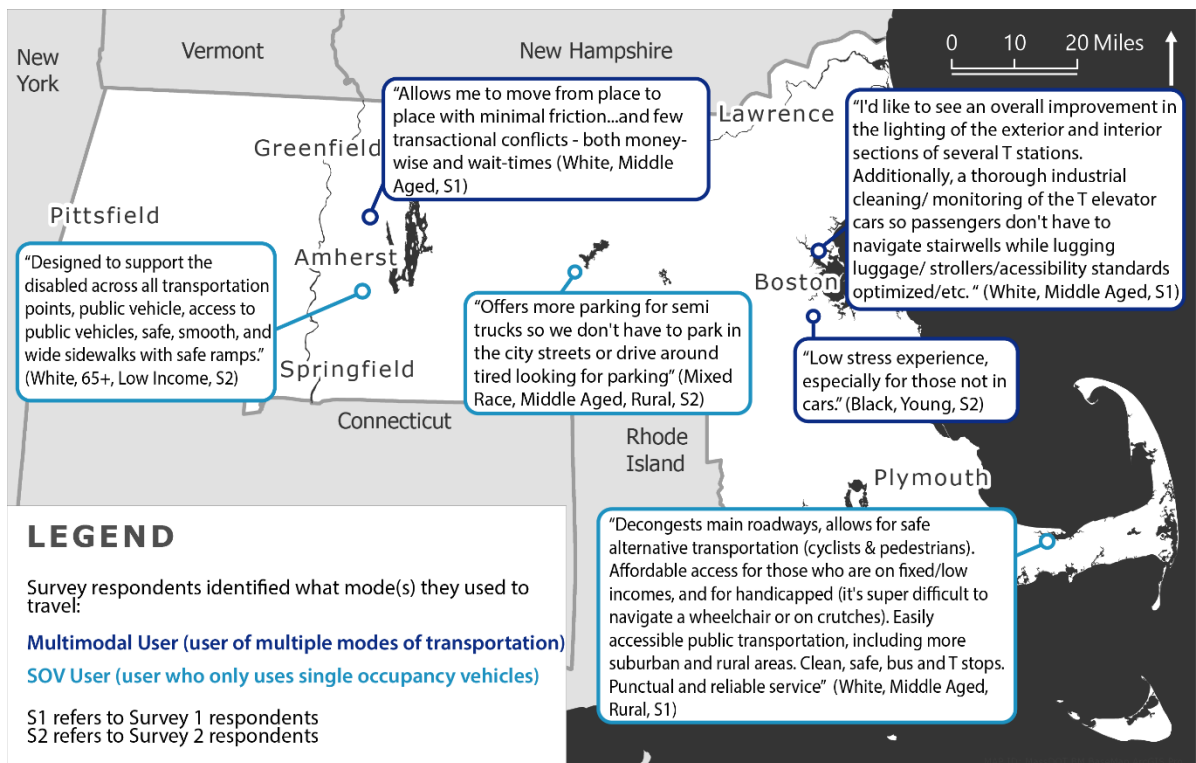 New
York
Vermont
New Hampshire
0 10 20 Miles
“Allows me to move from place to
place with minimal friction...and few
transactional conflicts - both money-
wise and wait-times (White, Middle
Aged, S1)
Lawrence
“I'd like to see an overall improvement in
the lighting of the exterior and interior
sections of several T stations.
Additionally, a thorough industrial
cleaning/ monitoring of the T elevator
cars so passengers don't have to
navigate stairwells while lugging
luggage/ strollers/acessibility standards
optimized/etc. “ (White, Middle Aged, S1)
Greenfield
Pittsfield
Amherst
Boston
“Designed to support the
disabled across all transportation
points, public vehicle, access to
public vehicles, safe, smooth, and
wide sidewalks with safe ramps.”
(White, 65+, Low Income, S2)
“Offers more parking for semi
trucks so we don't have to park in
the city streets or drive around
tired looking for parking” (Mixed
Race, Middle Aged, Rural, S2)
“Low stress experience,
especially for those not in
cars.” (Black, Young, S2)
Springfield
Connecticut
Rhode
Island
Plymouth
“Decongests main roadways, allows for safe
alternative transportation (cyclists & pedestrians).
Affordable access for those who are on fixed/low
incomes, and for handicapped (it's super difficult to
navigate a wheelchair or on crutches). Easily
accessible public transportation, including more
suburban and rural areas. Clean, safe, bus and T stops.
Punctual and reliable service” (White, Middle Aged,
Rural, S1)
LEGEND
Survey respondents identified what mode(s) they used to
travel:
Multimodal User (user of multiple modes of transportation)
SOV User (user who only uses single occupancy vehicles)
S1 refers to Survey 1 respondents
S2 refers to Survey 2 respondents